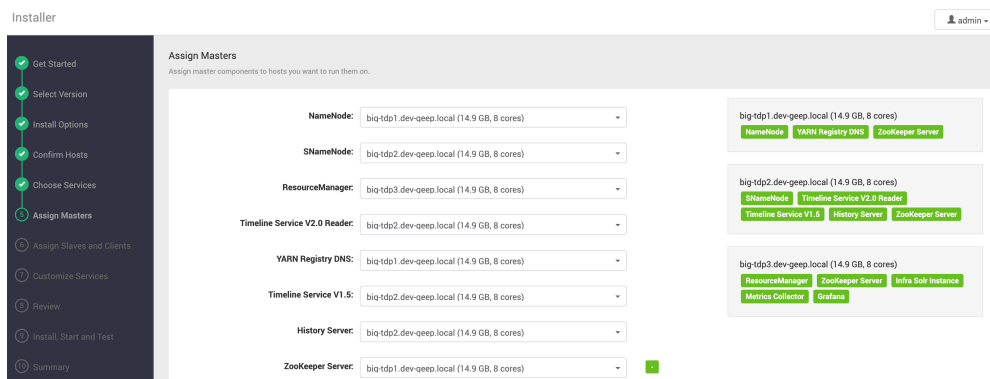 Installer
admin
Get Started
Select Version
Install Options
Confirm Hosts
Choose Services
5 Assign Masters
6 Assign Slaves and Clients
7 Customize Services
8 Review
9 Install, Start and Test
10 Summary
Assign Masters
Assign master components to hosts you want to run them on.
NameNode: big-tdp1.dev-geep.local (14.9 GB, 8 cores)
SNameNode: big-tdp2.dev-geep.local (14.9 GB, 8 cores)
ResourceManager: big-tdp3.dev-geep.local (14.9 GB, 8 cores)
Timeline Service V2.0 Reader: big-tdp2.dev-geep.local (14.9 GB, 8 cores)
YARN Registry DNS: big-tdp1.dev-geep.local (14.9 GB, 8 cores)
Timeline Service V1.5: big-tdp2.dev-geep.local (14.9 GB, 8 cores)
History Server: big-tdp2.dev-geep.local (14.9 GB, 8 cores)
ZooKeeper Server: big-tdp1.dev-geep.local (14.9 GB, 8 cores) -
big-tdp1.dev-geep.local (14.9 GB, 8 cores)
NameNode YARN Registry DNS ZooKeeper Server
big-tdp2.dev-geep.local (14.9 GB, 8 cores)
SNameNode Timeline Service V2.0 Reader
Timeline Service V1.5 History Server ZooKeeper Server
big-tdp3.dev-geep.local (14.9 GB, 8 cores)
ResourceManager ZooKeeper Server Infra Solr Instance
Metrics Collector Grafana